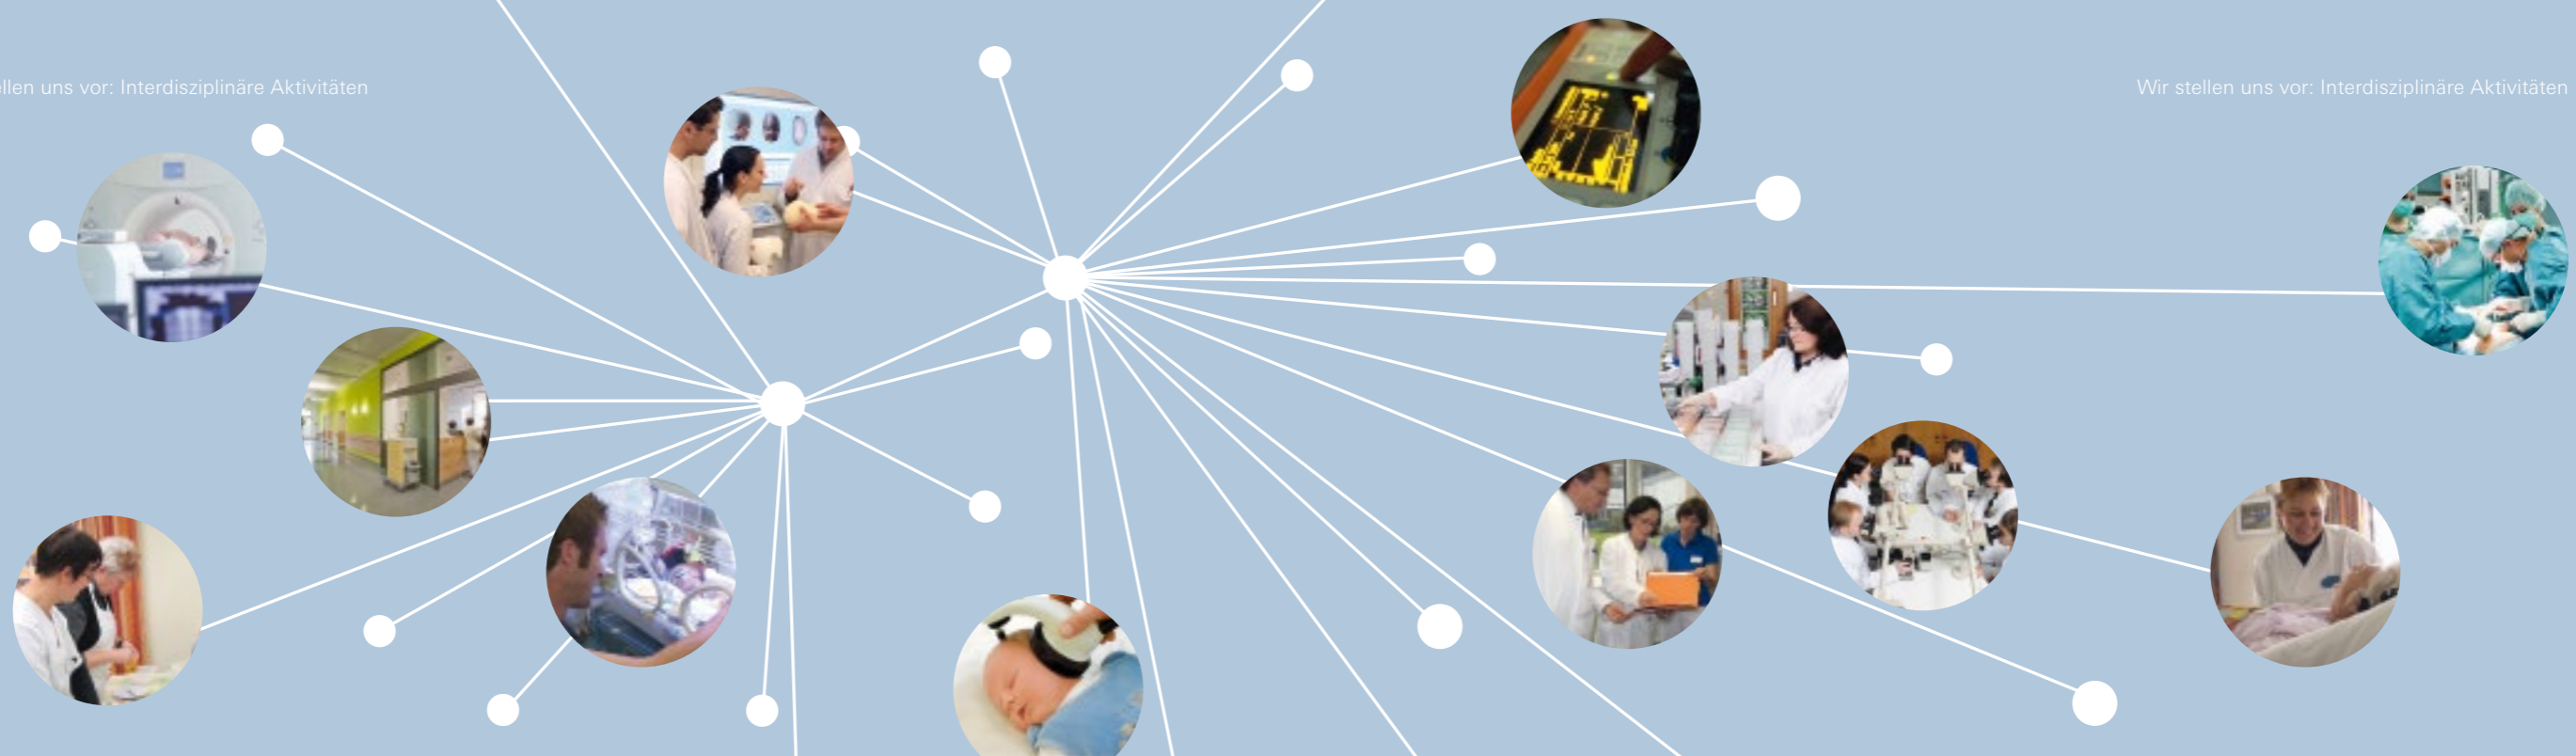 llen uns vor: Interdisziplinäre Aktivitäten
Wir stellen uns vor: Interdisziplinäre Aktivitäten